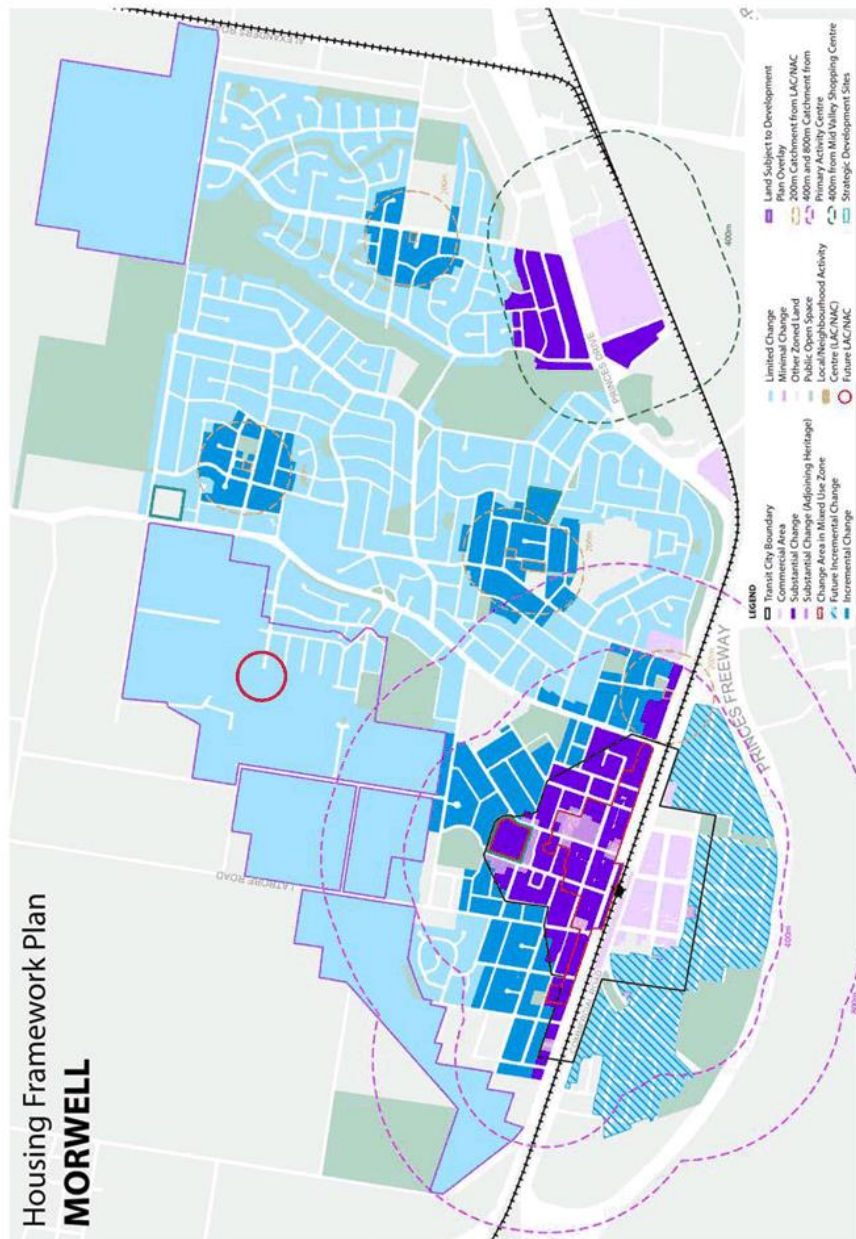 Housing Framework Plan
MORWELL
ALEXANDERS ROAD
LATROBE ROAD
PRINCES DRIVE
PRINCES FREEWAY
200m
200m
200m
400m
400m
LEGEND
Transit City Boundary
Commercial Area
Substantial Change
Substantial Change (Adjoining Heritage)
Change Area in Mixed Use Zone
Future Incremental Change
Incremental Change
Limited Change
Minimal Change
Other Zoned Land
Public Open Space
Local/Neighbourhood Activity
Centre (LAC/NAC)
Future LAC/NAC
Land Subject to Development
Plan Overlay
200m Catchment from LAC/NAC
400m and 800m Catchment from
Primary Activity Centre
400m from Mid Valley Shopping Centre
Strategic Development Sites